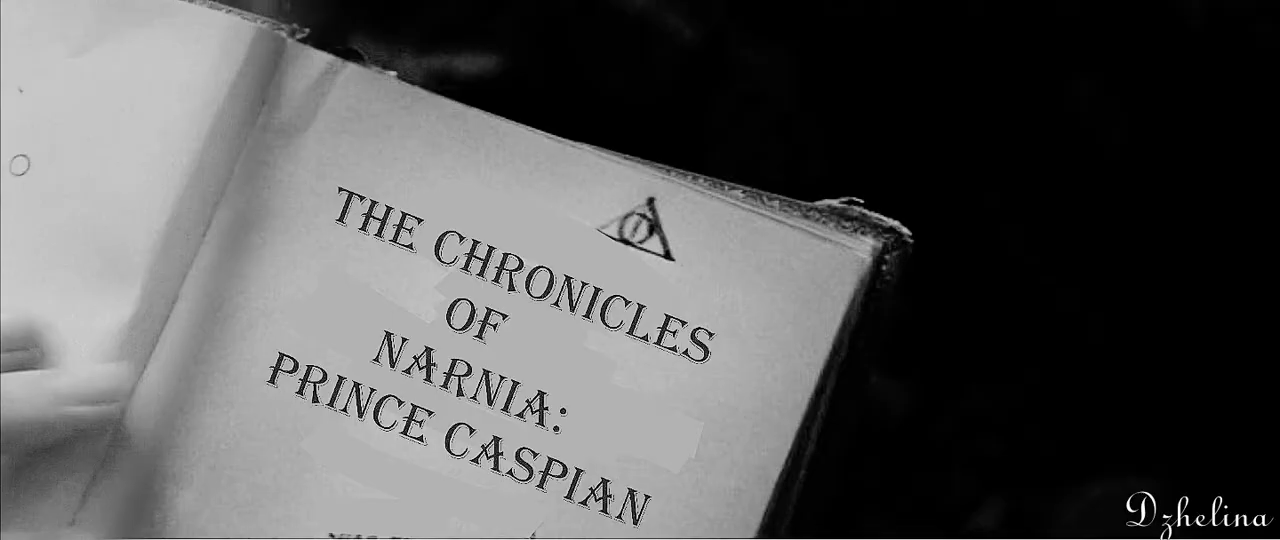 THE CHRONICLES
OF
NARNIA:
PRINCE CASPIAN
Dzhelina